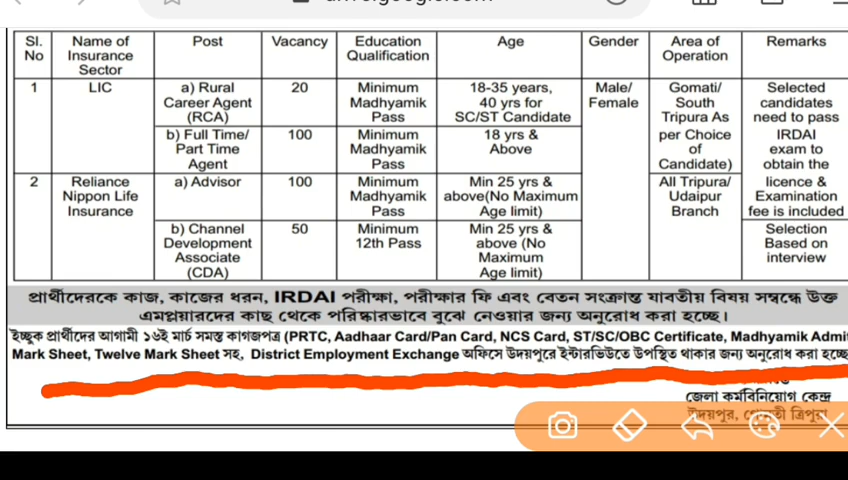 Sl. No
Name of Insurance Sector
Post
Vacancy
Education Qualification
Age
Gender
Area of Operation
Remarks
1
LIC
a) Rural Career Agent (RCA)
20
Minimum Madhyamik Pass
18-35 years, 40 yrs for SC/ST Candidate
Male/ Female
Gomati/ South Tripura As per Choice of Candidate)
Selected candidates need to pass IRDAI exam to obtain the licence & Examination fee is included
b) Full Time/ Part Time Agent
100
Minimum Madhyamik Pass
18 yrs & Above
2
Reliance Nippon Life Insurance
a) Advisor
100
Minimum Madhyamik Pass
Min 25 yrs & above(No Maximum Age limit)
All Tripura/ Udaipur Branch
b) Channel Development Associate (CDA)
50
Minimum 12th Pass
Min 25 yrs & above (No Maximum Age limit)
Selection Based on interview
প্রার্থীদেরকে কাজ, কাজের ধরন, IRDAI পরীক্ষা, পরীক্ষার ফি এবং বেতন সংক্রান্ত যাবতীয় বিষয় সম্বন্ধে উক্ত
এমপ্লয়ারদের কাছ থেকে পরিষ্কারভাবে বুঝে নেওয়ার জন্য অনুরোধ করা হচ্ছে।
ইচ্ছুক প্রার্থীদের আগামী ১৬ই মার্চ সমস্ত কাগজপত্র (PRTC, Aadhaar Card/Pan Card, NCS Card, ST/SC/OBC Certificate, Madhyamik Admit
Mark Sheet, Twelve Mark Sheet সহ, District Employment Exchange অফিসে উদয়পুরে ইন্টারভিউতে উপস্থিত থাকার জন্য অনুরোধ করা হচ্ছে
জেলা কর্মবিনিয়োগ কেন্দ্র
উদয়পুর, গোমতী ত্রিপুরা